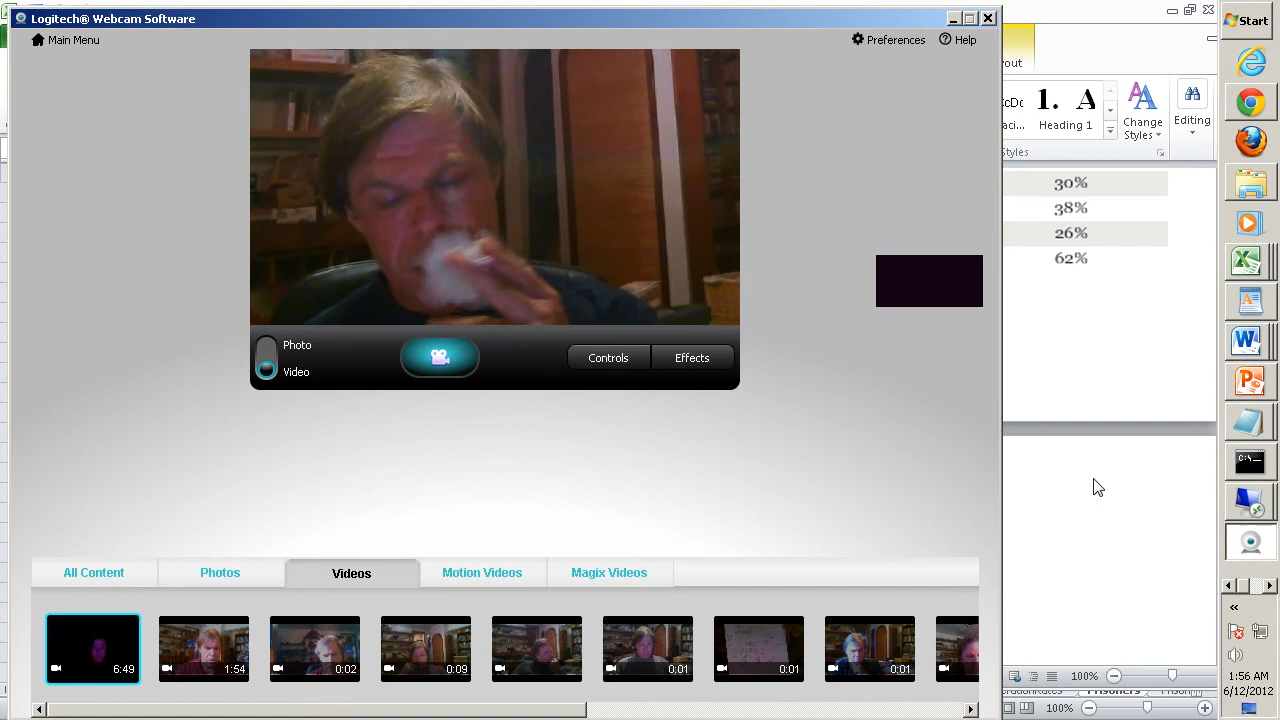 Logitech® Webcam Software
Main Menu
Preferences
Help
Photo
Video
Controls
Effects
All Content
Photos
Videos
Motion Videos
Magix Videos
6:49
1:54
0:02
0:09
0:01
0:01
0:01
Start
1.
A
Heading 1
Change
Styles
Editing
30%
38%
26%
62%
100%
100%
Prisoners
1:56 AM
6/12/2012